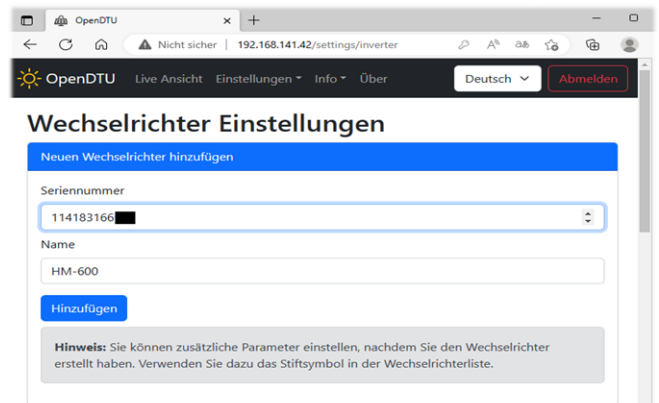 OpenDTU
Nicht sicher | 192.168.141.42/settings/inverter
OpenDTU Live Ansicht Einstellungen Info Über Deutsch Abmelden
Wechselrichter Einstellungen
Neuen Wechselrichter hinzufügen
Seriennummer
114183166
Name
HM-600
Hinzufügen
Hinweis: Sie können zusätzliche Parameter einstellen, nachdem Sie den Wechselrichter
erstellt haben. Verwenden Sie dazu das Stiftsymbol in der Wechselrichterliste.